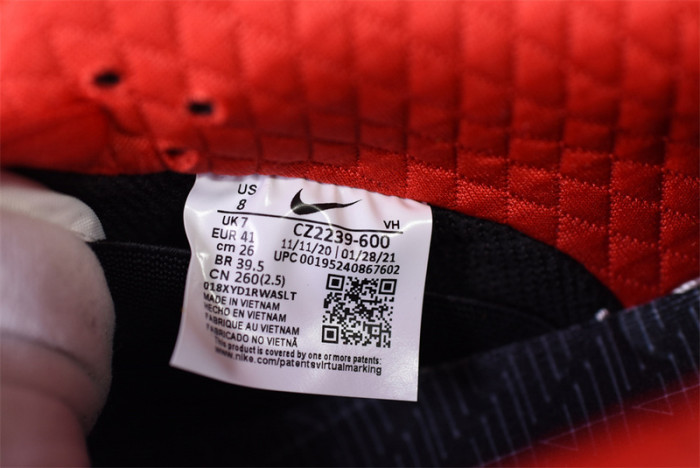 US
8
VH
UK 7
CZ2239-600
EUR 41
11/11/20 01/28/21
cm 26
UPC 00195240867602
BR 39.5
CN 260(2.5)
018XYD1RWASLT
MADE IN VIETNAM
HECHO EN VIETNAM
FABRIQUE AU VIETNAM
FABRICADO NO VIETNÃ
This product is covered by one or more patents:
www.nike.com/patentsvirtualmarking